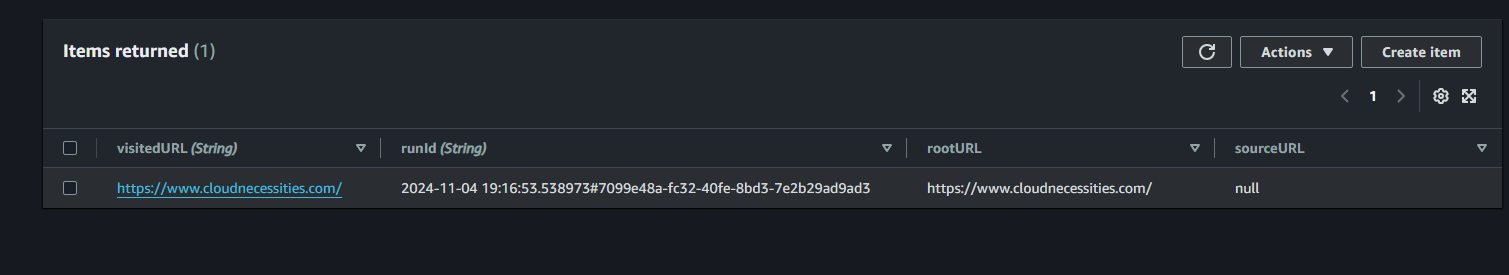 Items returned (1)
Actions
Create item
1
visitedURL (String)
runId (String)
rootURL
sourceURL
https://www.cloudnecessities.com/
2024-11-04 19:16:53.538973#7099e48a-fc32-40fe-8bd3-7e2b29ad9ad3
https://www.cloudnecessities.com/
null